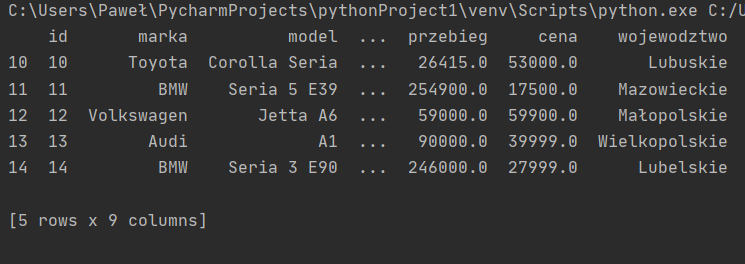 C:\Users\Paweł\PycharmProjects\pythonProject1\venv\Scripts\python.exe C:/U
id marka model ... przebieg cena wojewodztwo
10 10 Toyota Corolla Seria ... 26415.0 53000.0 Lubuskie
11 11 BMW Seria 5 E39 ... 254900.0 17500.0 Mazowieckie
12 12 Volkswagen Jetta A6 ... 59000.0 59900.0 Małopolskie
13 13 Audi A1 ... 90000.0 39999.0 Wielkopolskie
14 14 BMW Seria 3 E90 ... 246000.0 27999.0 Lubelskie
[5 rows x 9 columns]